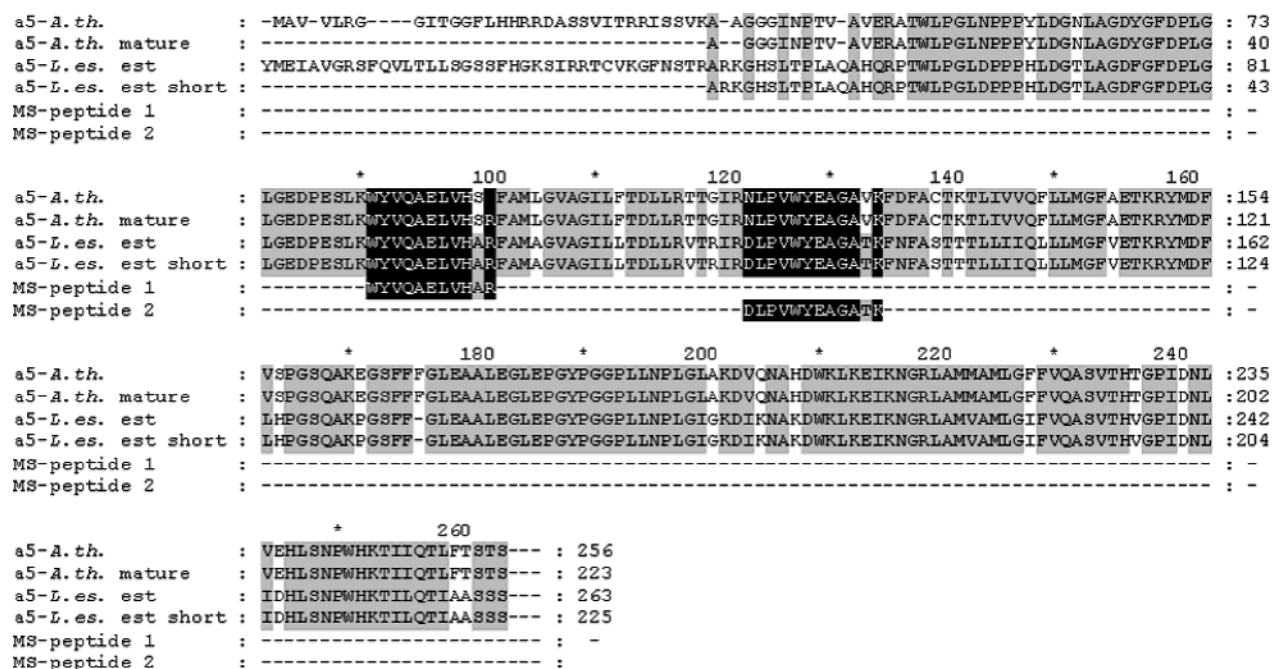 a5-A.th. : -MAV-VLRG----GITGGFLHHRRDASSVITRRISSVKA-AGGGINPTV-AVERATWLPGLNPPPYLDGNLAGDYGFDPLG : 73
a5-A.th. mature : --------------------------------------A--GGGINPTV-AVERATWLPGLNPPPYLDGNLAGDYGFDPLG : 40
a5-L.es. est : YMEIAVGRSFQVLTLLSGSSFHGKSIRRTCVKGFNSTRARKGHSLTPLAQAHQRPTWLPGLDPPPHLDGTLAGDFGFDPLG : 81
a5-L.es. est short : --------------------------------------ARKGHSLTPLAQAHQRPTWLPGLDPPPHLDGTLAGDFGFDPLG : 43
MS-peptide 1 : --------------------------------------------------------------------------------- : -
MS-peptide 2 : --------------------------------------------------------------------------------- : -
* 100 * 120 * 140 * 160
a5-A.th. : LGEDPESLKWYVQAELVHSRFAMLGVAGILFTDLLRTTGIRNLPVWYEAGAVKFDFACTKTLIVVQFLLMGFAETKRYMDF :154
a5-A.th. mature : LGEDPESLKWYVQAELVHSRFAMLGVAGILFTDLLRTTGIRNLPVWYEAGAVKFDFACTKTLIVVQFLLMGFAETKRYMDF :121
a5-L.es. est : LGEDPESLKWYVQAELVHARFAMAGVAGILLTDLLRVTRIRDLPVWYEAGATKFNFASTTTLLIIQLLLMGFVETKRYMDF :162
a5-L.es. est short : LGEDPESLKWYVQAELVHARFAMAGVAGILLTDLLRVTRIRDLPVWYEAGATKFNFASTTTLLIIQLLLMGFVETKRYMDF :124
MS-peptide 1 : ---------WYVQAELVHAR------------------------------------------------------------- : -
MS-peptide 2 : -----------------------------------------DLPVWYEAGATK---------------------------- : -
* 180 * 200 * 220 * 240
a5-A.th. : VSPGSQAKEGSFFFGLEAALEGLEPGYPGGPLLNPLGLAKDVQNAHDWKLKEIKNGRLAMMAMLGFFVQASVTHTGPIDNL :235
a5-A.th. mature : VSPGSQAKEGSFFFGLEAALEGLEPGYPGGPLLNPLGLAKDVQNAHDWKLKEIKNGRLAMMAMLGFFVQASVTHTGPIDNL :202
a5-L.es. est : LHPGSQAKPGSFF-GLEAALEGLEPGYPGGPLLNPLGIGKDIKNAKDWKLKEIKNGRLAMVAMLGIFVQASVTHVGPIDNL :242
a5-L.es. est short : LHPGSQAKPGSFF-GLEAALEGLEPGYPGGPLLNPLGIGKDIKNAKDWKLKEIKNGRLAMVAMLGIFVQASVTHVGPIDNL :204
MS-peptide 1 : --------------------------------------------------------------------------------- : -
MS-peptide 2 : --------------------------------------------------------------------------------- : -
* 260
a5-A.th. : VEHLSNPWHKTIIQTLFTSTS--- : 256
a5-A.th. mature : VEHLSNPWHKTIIQTLFTSTS--- : 223
a5-L.es. est : IDHLSNPWHKTILQTIAASSS--- : 263
a5-L.es. est short : IDHLSNPWHKTILQTIAASSS--- : 225
MS-peptide 1 : ------------------------ : -
MS-peptide 2 : ------------------------ :